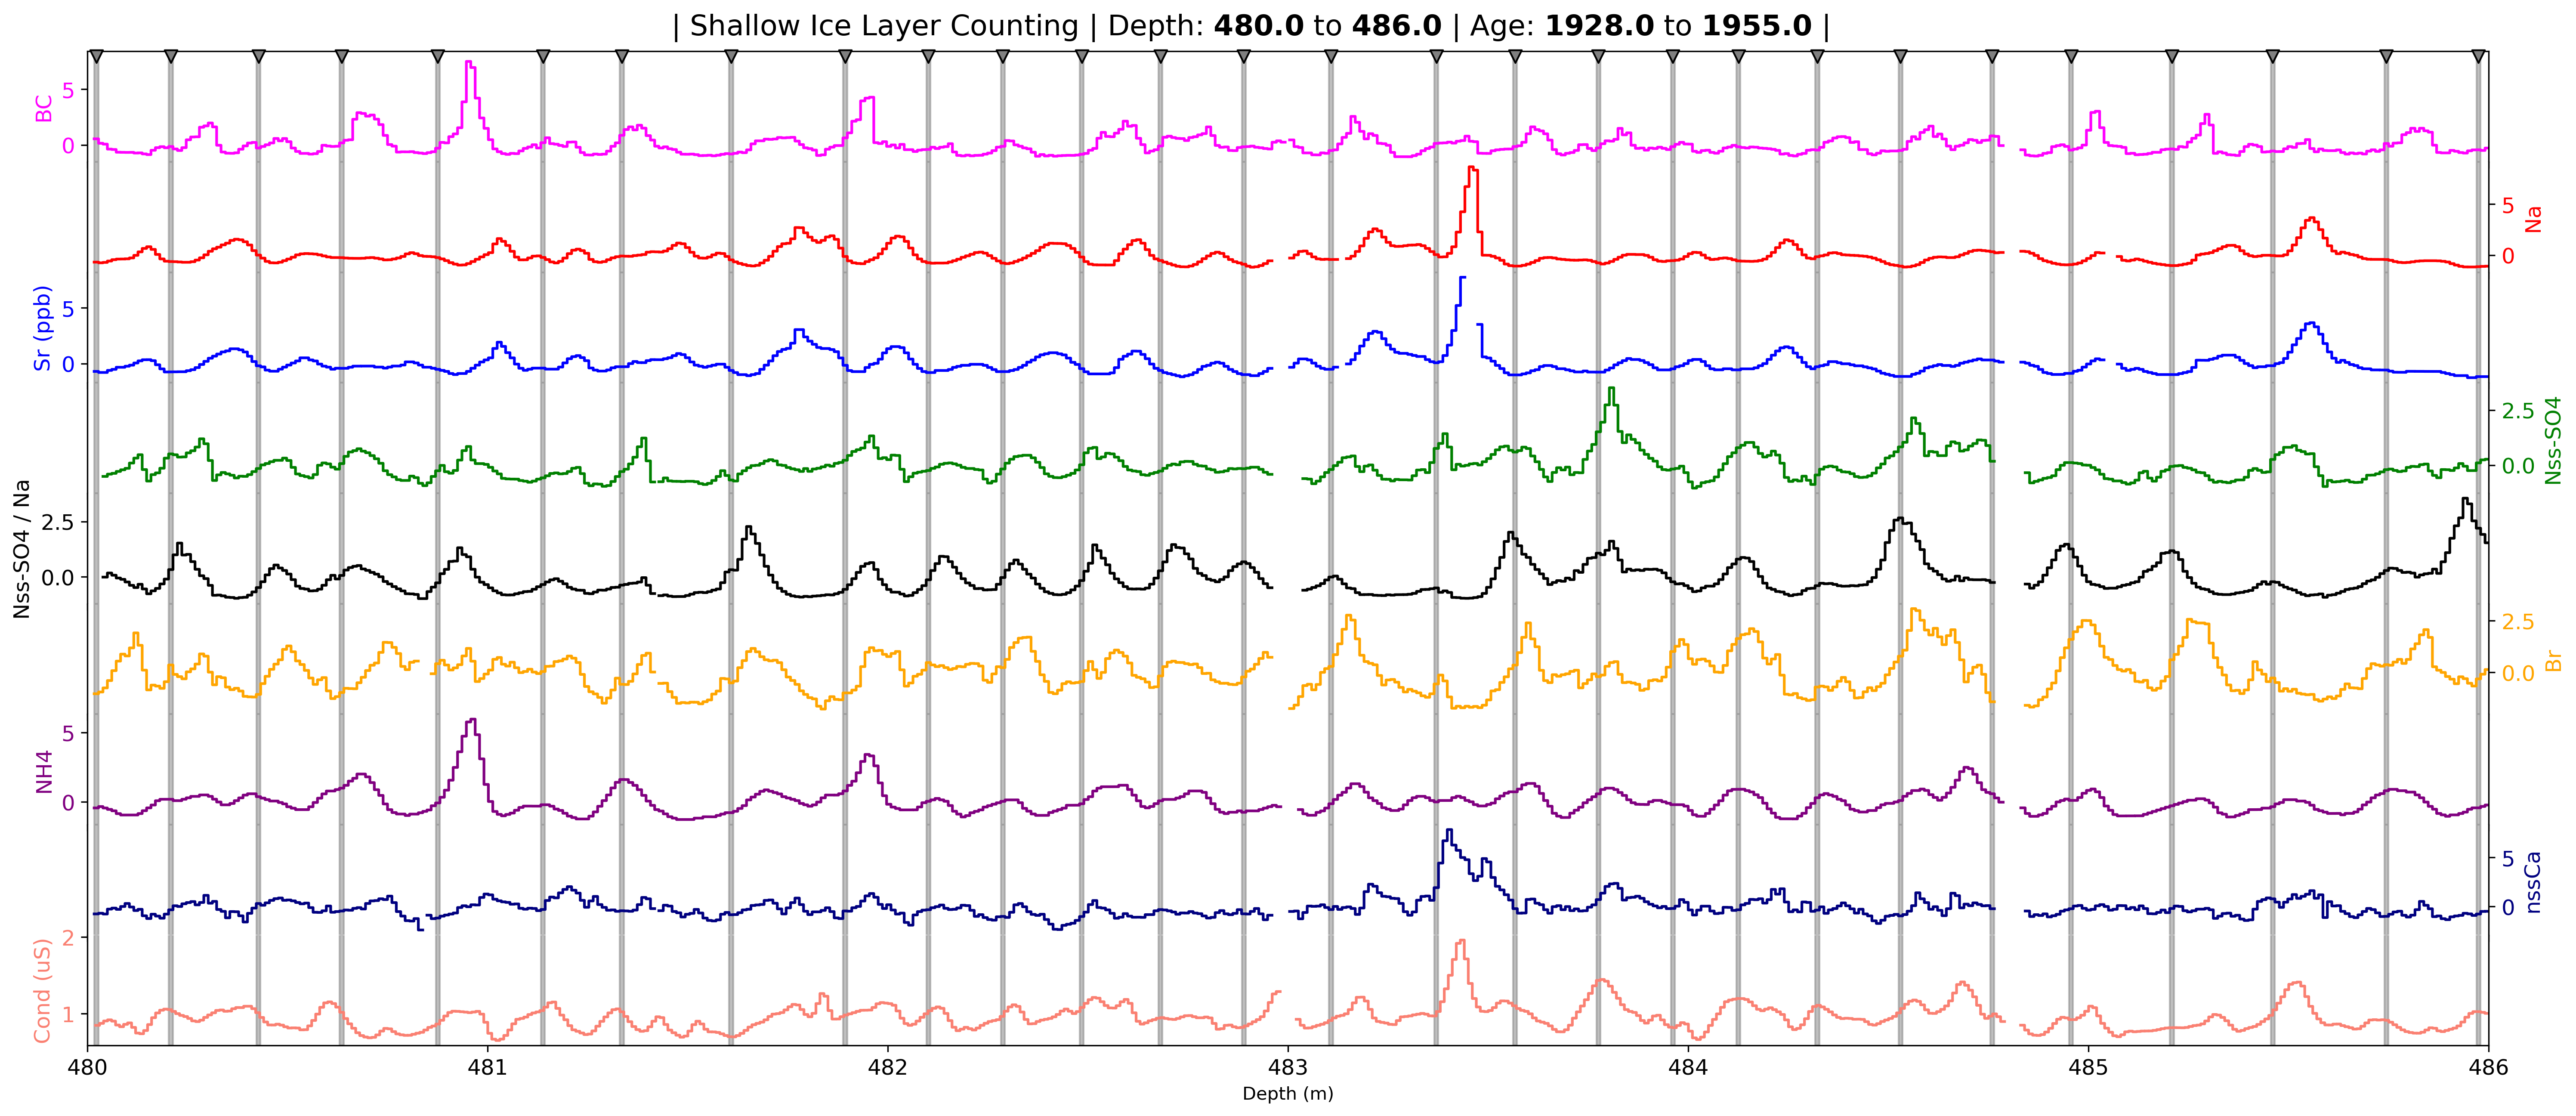 | Shallow Ice Layer Counting | Depth: 480.0 to 486.0 | Age: 1928.0 to 1955.0 |
BC
5
0
5
0
Na
Sr (ppb)
5
0
2.5
0.0
Nss-SO4
Nss-SO4 / Na
2.5
0.0
2.5
0.0
Br
NH4
5
0
5
0
nssCa
Cond (uS)
2
1
480 481 482 483 484 485 486
Depth (m)